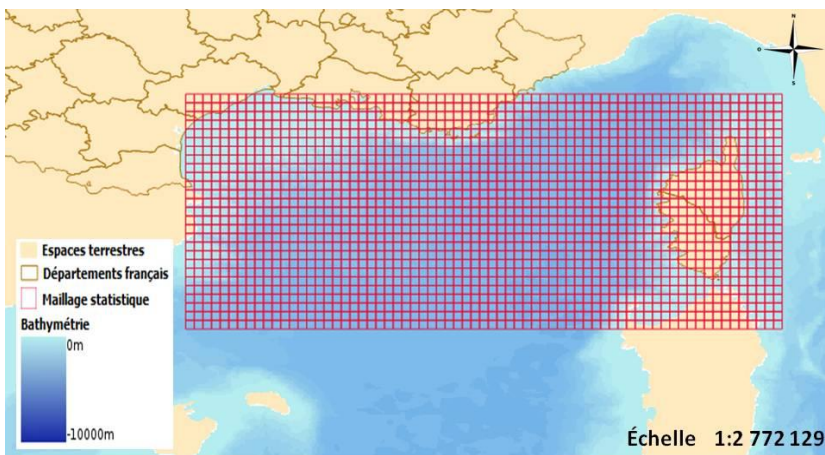 N
O
E
S
Espaces terrestres
Départements français
Maillage statistique
Bathymétrie
0m
-10000m
Échelle 1:2 772 129